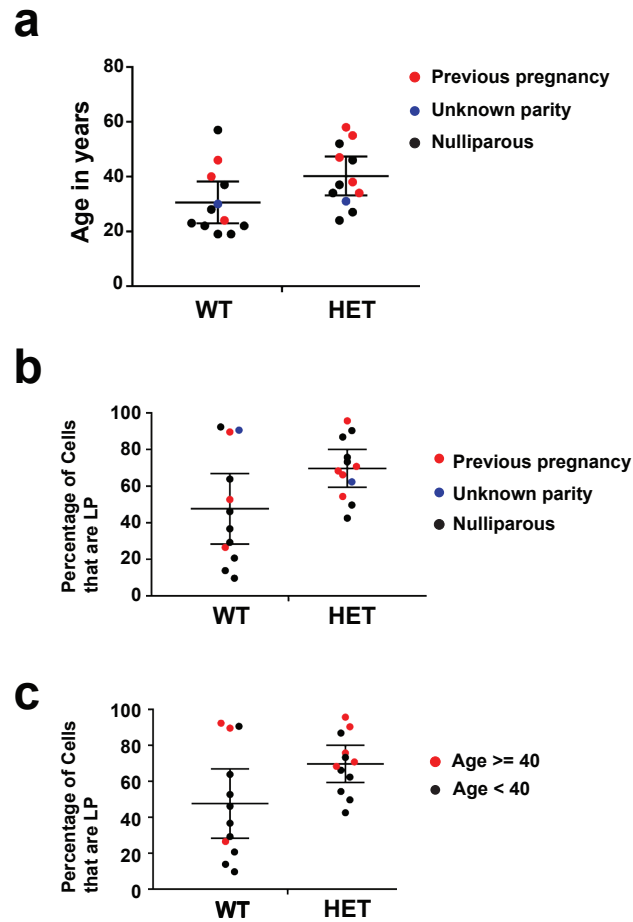 a
80
60
40
20
0
Age in years
WT
HET
Previous pregnancy
Unknown parity
Nulliparous
b
100
80
60
40
20
0
Percentage of Cells
that are LP
WT
HET
Previous pregnancy
Unknown parity
Nulliparous
c
100
80
60
40
20
0
Percentage of Cells
that are LP
WT
HET
Age >= 40
Age < 40